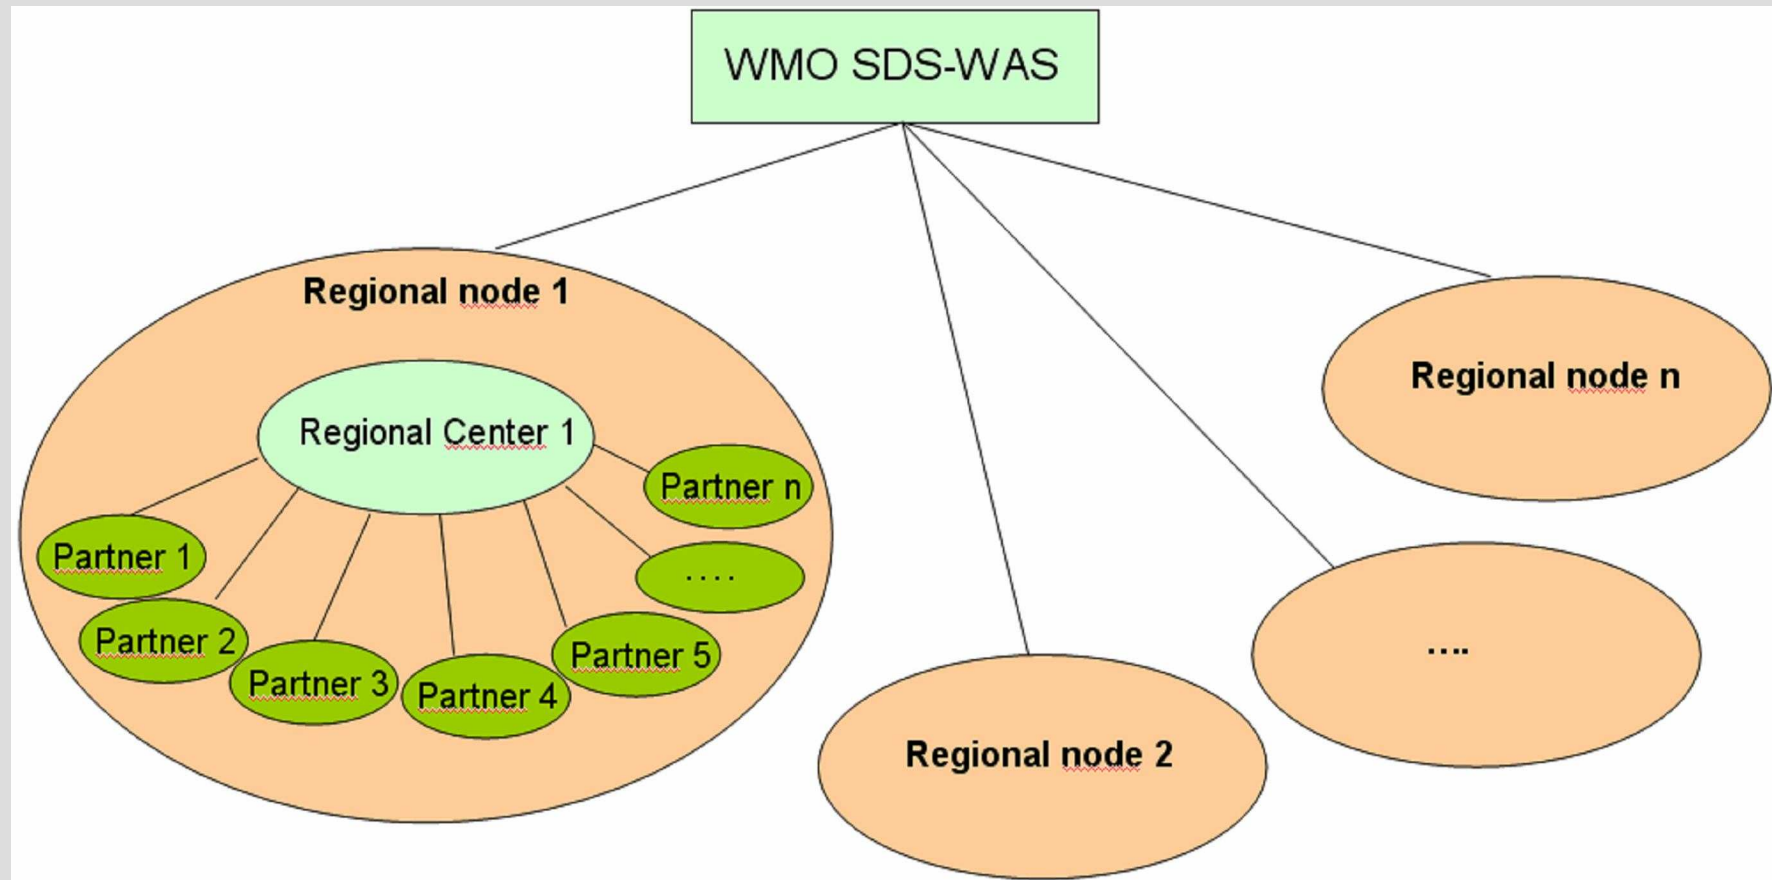 WMO SDS-WAS
Regional node 1
Regional Center 1
Partner 1
Partner 2
Partner 3
Partner 4
Partner 5
....
Partner n
Regional node 2
....
Regional node n